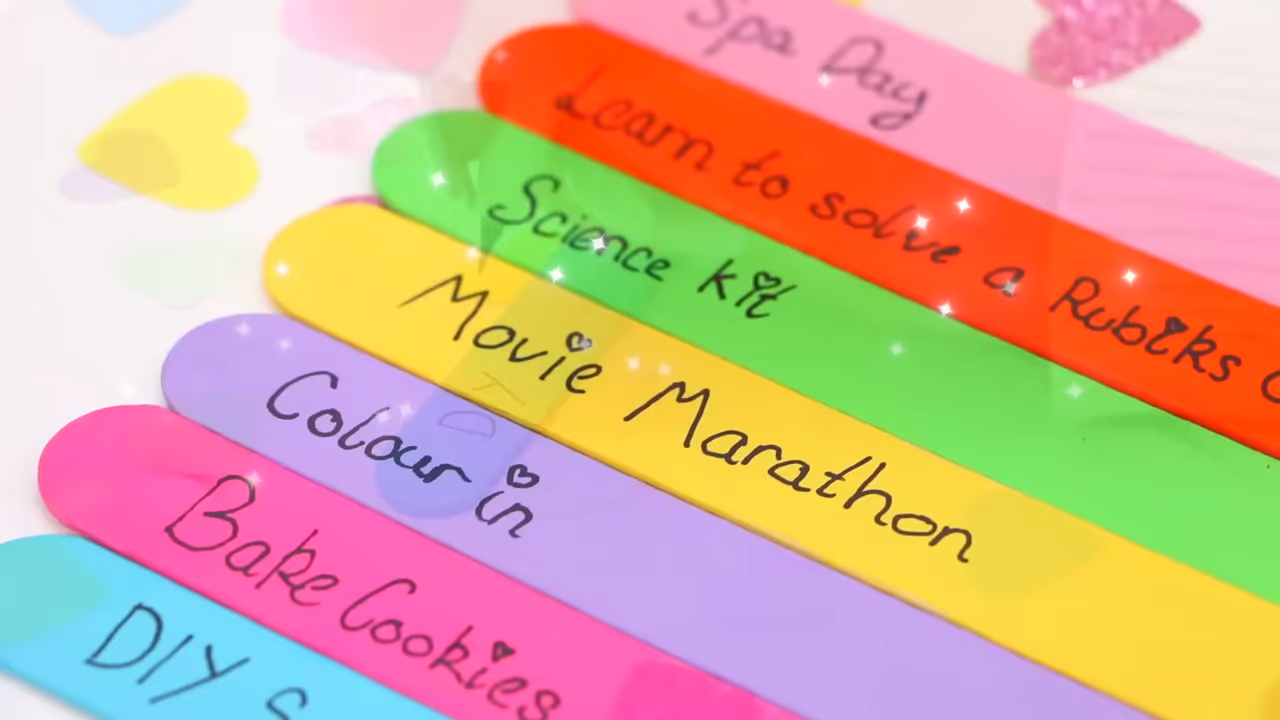 Spa Day
Learn to solve a Rubiks
Science kit
Movie Marathon
Colour in
Bake Cookies
DIY